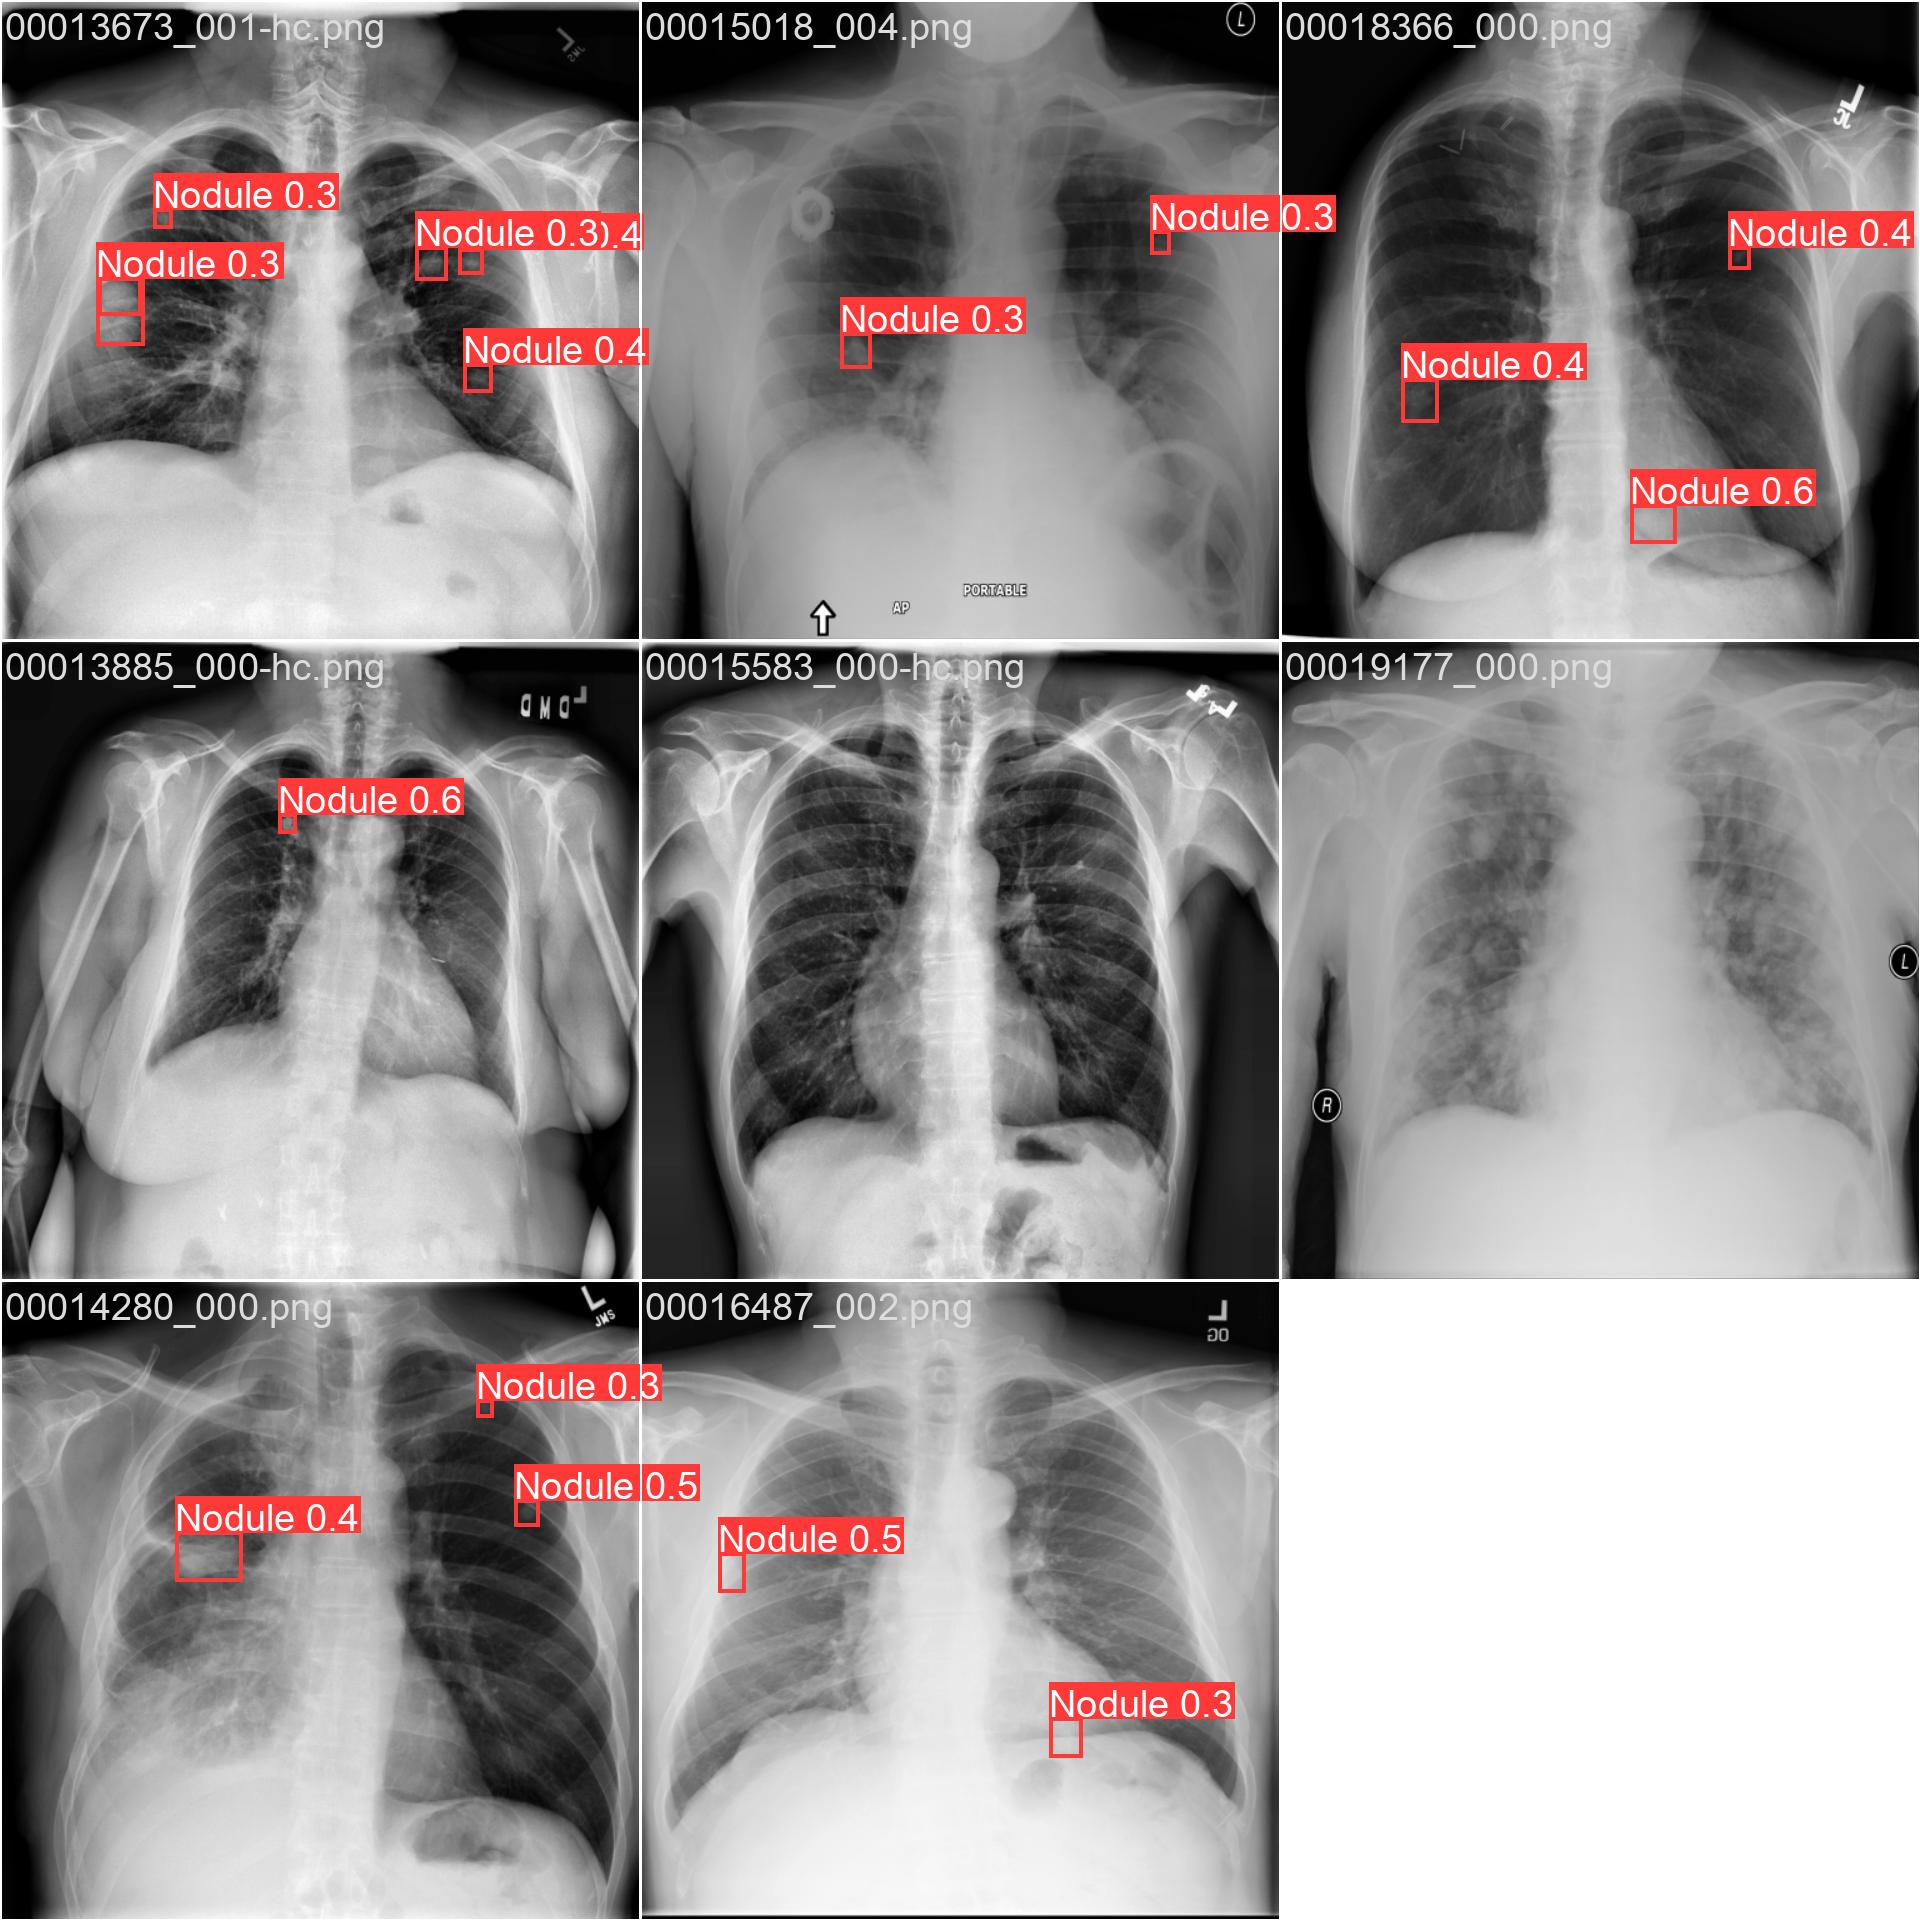 00013673_001-hc.png
Nodule 0.3
Nodule 0.3
Nodule 0.3
.4
Nodule 0.4
00015018_004.png
L
Nodule 0.3
Nodule 0.3
PORTABLE
AP
00018366_000.png
L
JC
Nodule 0.4
Nodule 0.4
Nodule 0.6
00013885_000-hc.png
Nodule 0.6
00015583_000-hc.png
00019177_000.png
L
R
00014280_000.png
L
JMS
Nodule 0.3
Nodule 0.5
Nodule 0.4
00016487_002.png
Nodule 0.5
Nodule 0.3